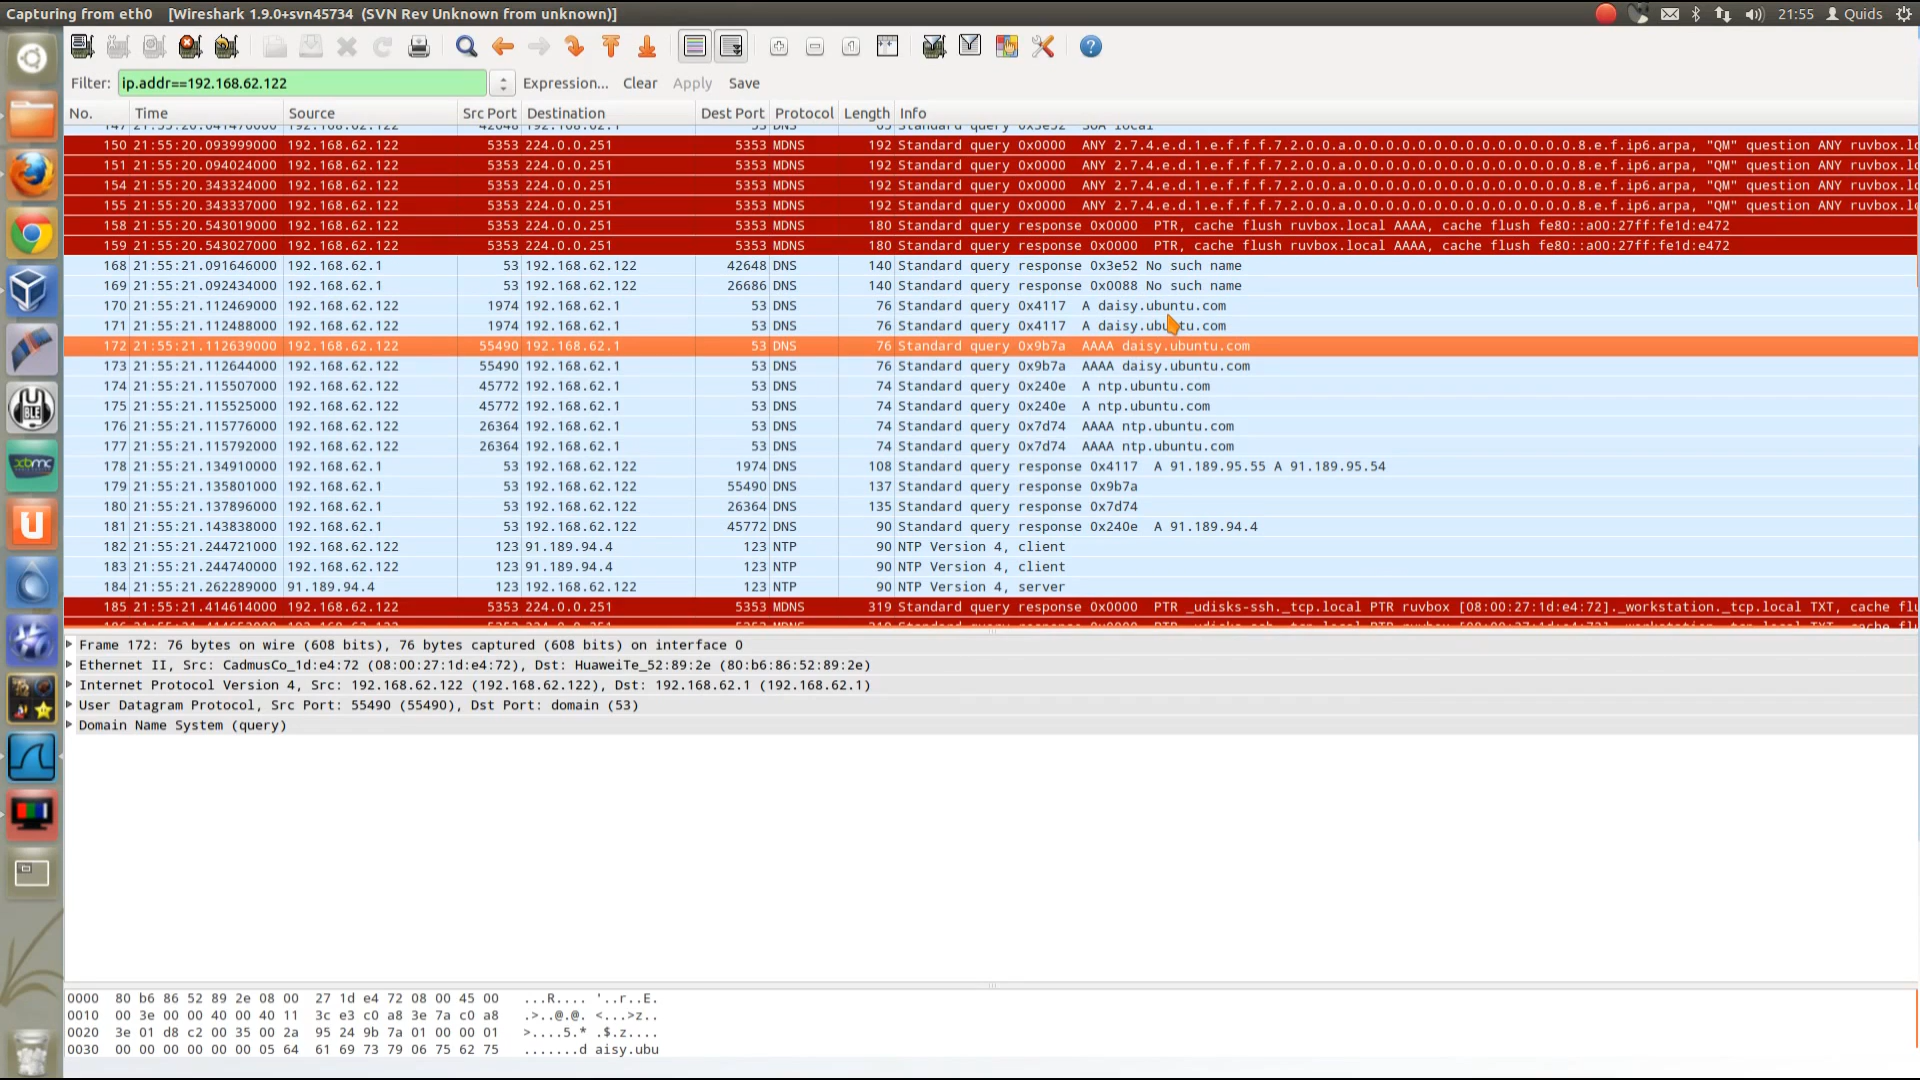 Capturing from eth0 [Wireshark 1.9.0+svn45734 (SVN Rev Unknown from unknown)] 21:55 Quids
Filter: ip.addr==192.168.62.122 Expression... Clear Apply Save
No. Time Source Src Port Destination Dest Port Protocol Length Info
147 21:55:20.041476000 192.168.62.122 42648 192.168.62.1 53 DNS 65 Standard query 0x3e52 SOA local
150 21:55:20.093999000 192.168.62.122 5353 224.0.0.251 5353 MDNS 192 Standard query 0x0000 ANY 2.7.4.e.d.1.e.f.f.f.7.2.0.0.a.0.0.0.0.0.0.0.0.0.0.0.0.0.0.8.e.f.ip6.arpa, "QM" question ANY ruvbox.lo
151 21:55:20.094024000 192.168.62.122 5353 224.0.0.251 5353 MDNS 192 Standard query 0x0000 ANY 2.7.4.e.d.1.e.f.f.f.7.2.0.0.a.0.0.0.0.0.0.0.0.0.0.0.0.0.0.8.e.f.ip6.arpa, "QM" question ANY ruvbox.lo
154 21:55:20.343324000 192.168.62.122 5353 224.0.0.251 5353 MDNS 192 Standard query 0x0000 ANY 2.7.4.e.d.1.e.f.f.f.7.2.0.0.a.0.0.0.0.0.0.0.0.0.0.0.0.0.0.8.e.f.ip6.arpa, "QM" question ANY ruvbox.lo
155 21:55:20.343337000 192.168.62.122 5353 224.0.0.251 5353 MDNS 192 Standard query 0x0000 ANY 2.7.4.e.d.1.e.f.f.f.7.2.0.0.a.0.0.0.0.0.0.0.0.0.0.0.0.0.0.8.e.f.ip6.arpa, "QM" question ANY ruvbox.lo
158 21:55:20.543019000 192.168.62.122 5353 224.0.0.251 5353 MDNS 180 Standard query response 0x0000 PTR, cache flush ruvbox.local AAAA, cache flush fe80::a00:27ff:fe1d:e472
159 21:55:20.543027000 192.168.62.122 5353 224.0.0.251 5353 MDNS 180 Standard query response 0x0000 PTR, cache flush ruvbox.local AAAA, cache flush fe80::a00:27ff:fe1d:e472
168 21:55:21.091646000 192.168.62.1 53 192.168.62.122 42648 DNS 140 Standard query response 0x3e52 No such name
169 21:55:21.092434000 192.168.62.1 53 192.168.62.122 26686 DNS 140 Standard query response 0x0088 No such name
170 21:55:21.112469000 192.168.62.122 1974 192.168.62.1 53 DNS 76 Standard query 0x4117 A daisy.ubuntu.com
171 21:55:21.112488000 192.168.62.122 1974 192.168.62.1 53 DNS 76 Standard query 0x4117 A daisy.ubuntu.com
172 21:55:21.112639000 192.168.62.122 55490 192.168.62.1 53 DNS 76 Standard query 0x9b7a AAAA daisy.ubuntu.com
173 21:55:21.112644000 192.168.62.122 55490 192.168.62.1 53 DNS 76 Standard query 0x9b7a AAAA daisy.ubuntu.com
174 21:55:21.115507000 192.168.62.122 45772 192.168.62.1 53 DNS 74 Standard query 0x240e A ntp.ubuntu.com
175 21:55:21.115525000 192.168.62.122 45772 192.168.62.1 53 DNS 74 Standard query 0x240e A ntp.ubuntu.com
176 21:55:21.115776000 192.168.62.122 26364 192.168.62.1 53 DNS 74 Standard query 0x7d74 AAAA ntp.ubuntu.com
177 21:55:21.115792000 192.168.62.122 26364 192.168.62.1 53 DNS 74 Standard query 0x7d74 AAAA ntp.ubuntu.com
178 21:55:21.134910000 192.168.62.1 53 192.168.62.122 1974 DNS 108 Standard query response 0x4117 A 91.189.95.55 A 91.189.95.54
179 21:55:21.135801000 192.168.62.1 53 192.168.62.122 55490 DNS 137 Standard query response 0x9b7a
180 21:55:21.137896000 192.168.62.1 53 192.168.62.122 26364 DNS 135 Standard query response 0x7d74
181 21:55:21.143838000 192.168.62.1 53 192.168.62.122 45772 DNS 90 Standard query response 0x240e A 91.189.94.4
182 21:55:21.244721000 192.168.62.122 123 91.189.94.4 123 NTP 90 NTP Version 4, client
183 21:55:21.244740000 192.168.62.122 123 91.189.94.4 123 NTP 90 NTP Version 4, client
184 21:55:21.262289000 91.189.94.4 123 192.168.62.122 123 NTP 90 NTP Version 4, server
185 21:55:21.414614000 192.168.62.122 5353 224.0.0.251 5353 MDNS 319 Standard query response 0x0000 PTR _udisks-ssh._tcp.local PTR ruvbox [08:00:27:1d:e4:72]._workstation._tcp.local TXT, cache flu
Frame 172: 76 bytes on wire (608 bits), 76 bytes captured (608 bits) on interface 0
Ethernet II, Src: CadmusCo_1d:e4:72 (08:00:27:1d:e4:72), Dst: HuaweiTe_52:89:2e (80:b6:86:52:89:2e)
Internet Protocol Version 4, Src: 192.168.62.122 (192.168.62.122), Dst: 192.168.62.1 (192.168.62.1)
User Datagram Protocol, Src Port: 55490 (55490), Dst Port: domain (53)
Domain Name System (query)
0000 80 b6 86 52 89 2e 08 00 27 1d e4 72 08 00 45 00 ...R.... '..r..E.
0010 00 3e 00 00 40 00 40 11 3c e3 c0 a8 3e 7a c0 a8 .>..@.@. <...>z..
0020 3e 01 d8 c2 00 35 00 2a 95 24 9b 7a 01 00 00 01 >....5.* .$.z....
0030 00 00 00 00 00 00 05 64 61 69 73 79 06 75 62 75 .......d aisy.ubu